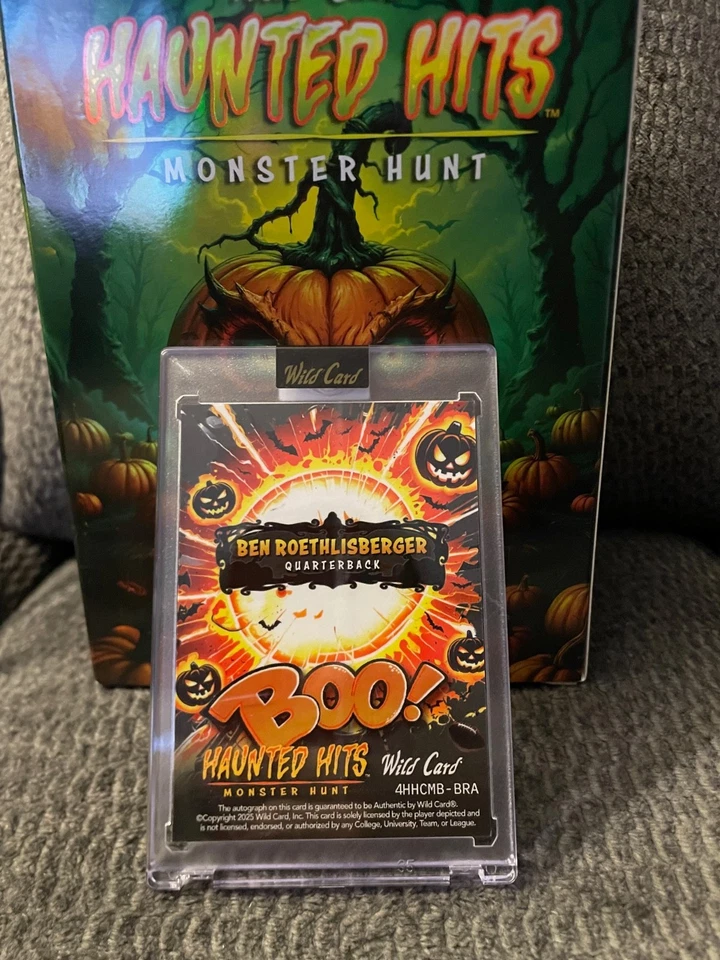 HAUNTED HITS™
MONSTER HUNT
Wild Card
BEN ROETHLISBERGER
QUARTERBACK
BOO!
HAUNTED HITS™ Wild Card®
MONSTER HUNT 4HHCMB-BRA
The autograph on this card is guaranteed to be Authentic by Wild Card®.
©Copyright 2025 Wild Card, Inc. This card is solely licensed by the player depicted and
is not licensed, endorsed, or authorized by any College, University, Team, or League.